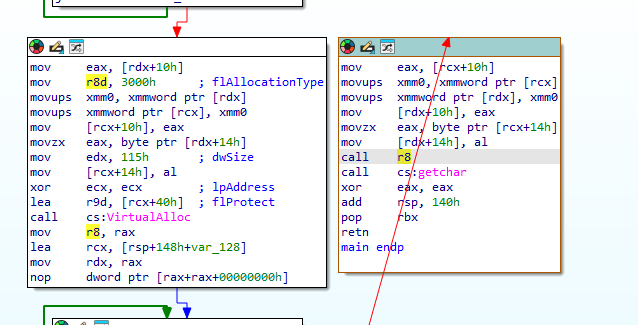 mov eax, [rdx+10h]
mov r8d, 3000h ; flAllocationType
movups xmm0, xmmword ptr [rdx]
movups xmmword ptr [rcx], xmm0
mov [rcx+10h], eax
movzx eax, byte ptr [rdx+14h]
mov edx, 115h ; dwSize
mov [rcx+14h], al
xor ecx, ecx ; lpAddress
lea r9d, [rcx+40h] ; flProtect
call cs:VirtualAlloc
mov r8, rax
lea rcx, [rsp+148h+var_128]
mov rdx, rax
nop dword ptr [rax+rax+00000000h]
mov eax, [rcx+10h]
movups xmm0, xmmword ptr [rcx]
movups xmmword ptr [rdx], xmm0
mov [rdx+10h], eax
movzx eax, byte ptr [rcx+14h]
mov [rdx+14h], al
call r8
call cs:getchar
xor eax, eax
add rsp, 140h
pop rbx
retn
main endp